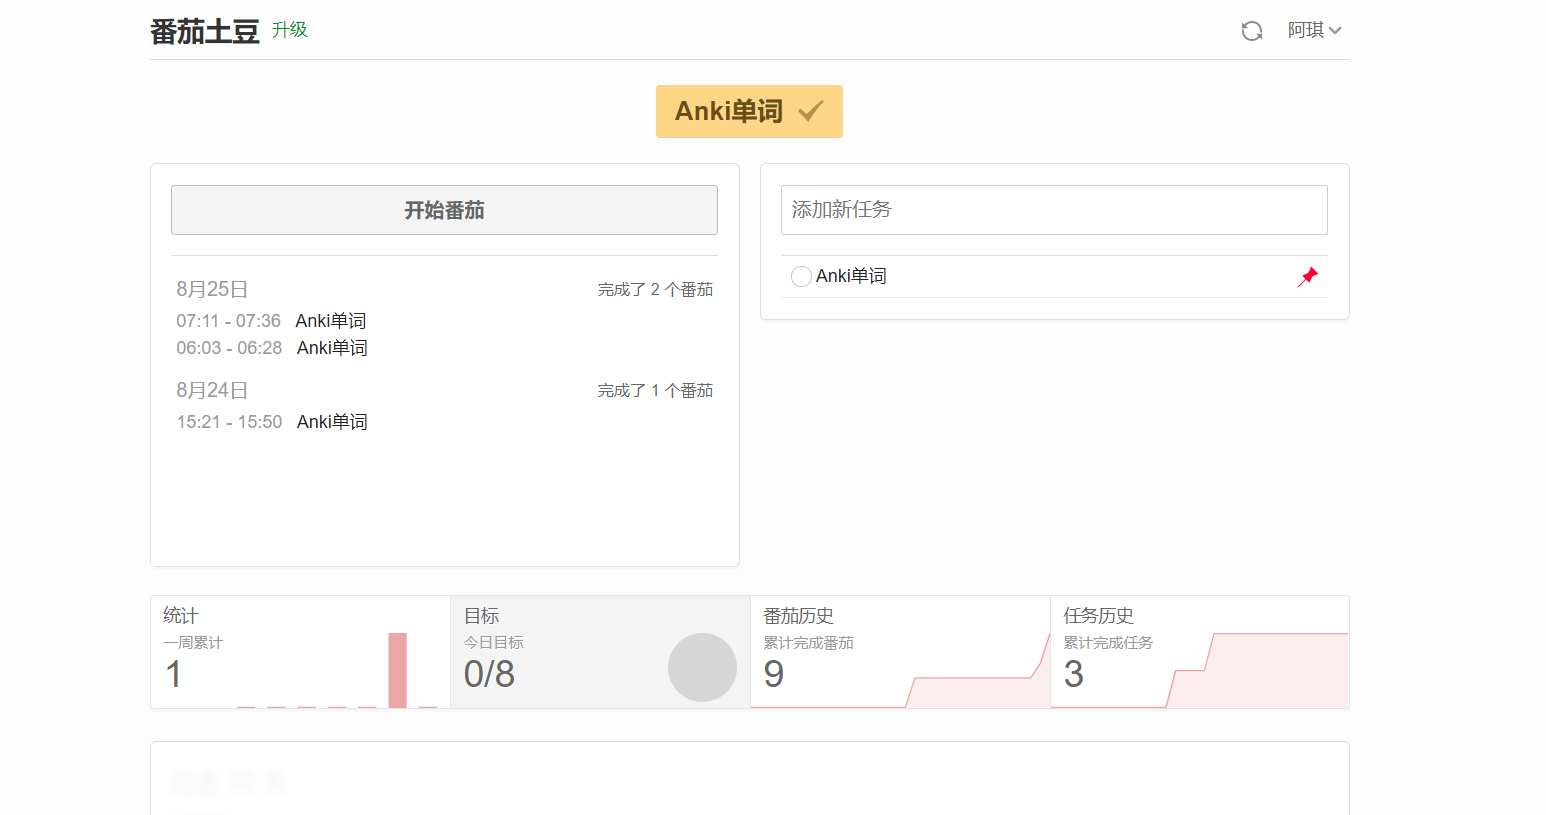 番茄土豆 升级 阿琪
Anki单词
开始番茄
8月25日 完成了 2 个番茄
07:11 - 07:36 Anki单词
06:03 - 06:28 Anki单词
8月24日 完成了 1 个番茄
15:21 - 15:50 Anki单词
添加新任务
Anki单词
统计
一周累计
1
目标
今日目标
0/8
番茄历史
累计完成番茄
9
任务历史
累计完成任务
3